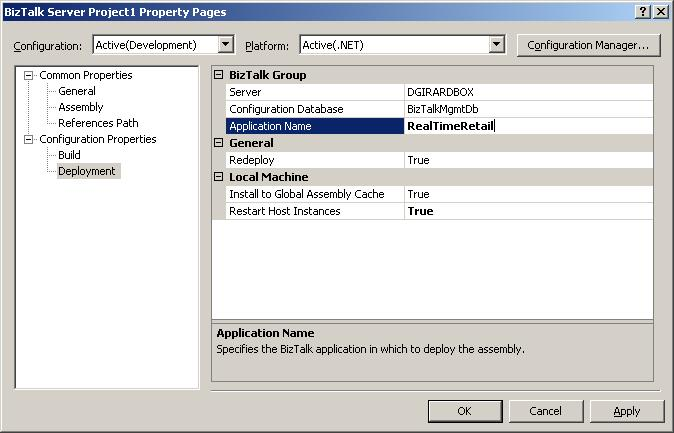 BizTalk Server Project1 Property Pages
Configuration: Active(Development) Platform: Active(.NET) Configuration Manager...
Common Properties
General
Assembly
References Path
Configuration Properties
Build
Deployment
BizTalk Group
Server DGIRARDBOX
Configuration Database BizTalkMgmtDb
Application Name RealTimeRetail
General
Redeploy True
Local Machine
Install to Global Assembly Cache True
Restart Host Instances True
Application Name
Specifies the BizTalk application in which to deploy the assembly.
OK Cancel Apply